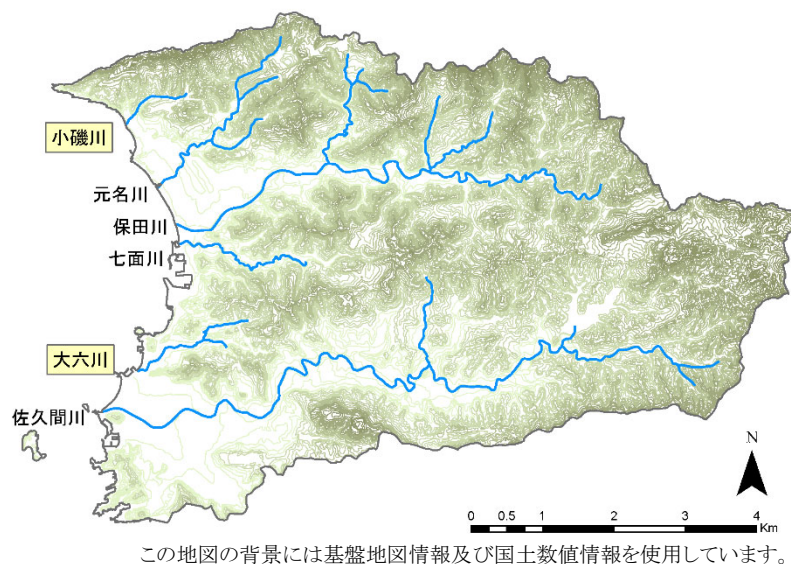 小磯川
元名川
保田川
七面川
大六川
佐久間川
N
0 0.5 1 2 3 4
Km
この地図の背景には基盤地図情報及び国土数値情報を使用しています。